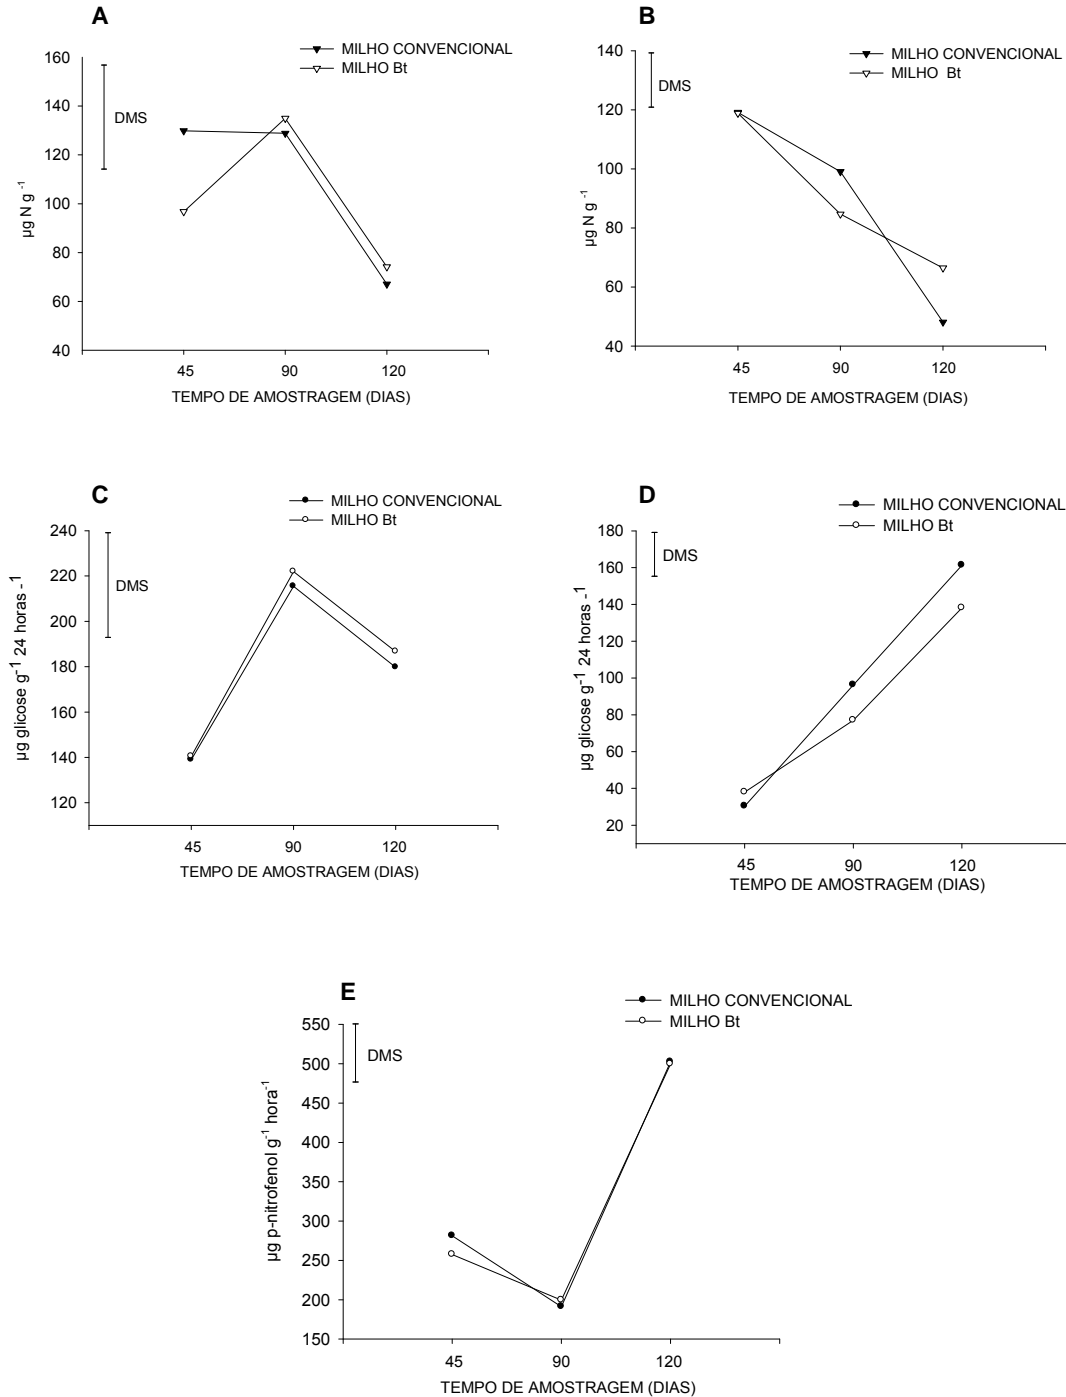 A
MILHO CONVENCIONAL
MILHO Bt
160
140
120
100
80
60
40
DMS
µg N g -1
45 90 120
TEMPO DE AMOSTRAGEM (DIAS)
B
MILHO CONVENCIONAL
MILHO Bt
140
120
100
80
60
40
DMS
µg N g -1
45 90 120
TEMPO DE AMOSTRAGEM (DIAS)
C
MILHO CONVENCIONAL
MILHO Bt
240
220
200
180
160
140
120
DMS
µg glicose g-1 24 horas -1
45 90 120
TEMPO DE AMOSTRAGEM (DIAS)
D
MILHO CONVENCIONAL
MILHO Bt
180
160
140
120
100
80
60
40
20
DMS
µg glicose g-1 24 horas -1
45 90 120
TEMPO DE AMOSTRAGEM (DIAS)
E
MILHO CONVENCIONAL
MILHO Bt
550
500
450
400
350
300
250
200
150
DMS
µg p-nitrofenol g-1 hora-1
45 90 120
TEMPO DE AMOSTRAGEM (DIAS)